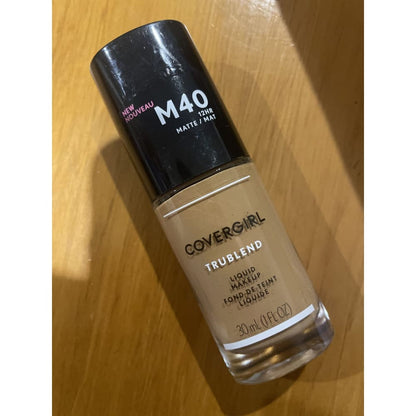 NEW
NOUVEAU
M40
12HR
MATTE / MAT
COVERGIRL
TRUBLEND
LIQUID
MAKEUP
FOND DE TEINT
LIQUIDE
30 mL (1 FL OZ)